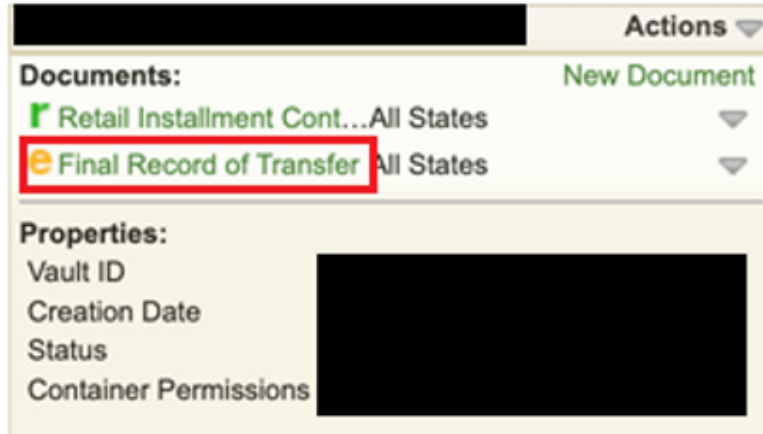 Actions
Documents: New Document
r Retail Installment Cont...All States
e Final Record of Transfer All States
Properties:
Vault ID
Creation Date
Status
Container Permissions